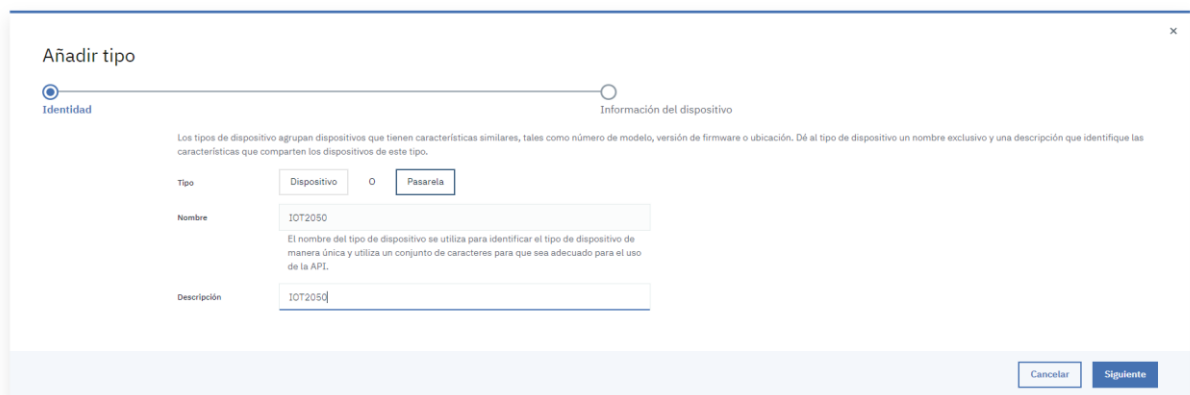 ×
Añadir tipo
Identidad
Información del dispositivo
Los tipos de dispositivo agrupan dispositivos que tienen características similares, tales como número de modelo, versión de firmware o ubicación. Dé al tipo de dispositivo un nombre exclusivo y una descripción que identifique las
características que comparten los dispositivos de este tipo.
Tipo Dispositivo O Pasarela
Nombre IOT2050
El nombre del tipo de dispositivo se utiliza para identificar el tipo de dispositivo de
manera única y utiliza un conjunto de caracteres para que sea adecuado para el uso
de la API.
Descripción IOT2050
Cancelar Siguiente